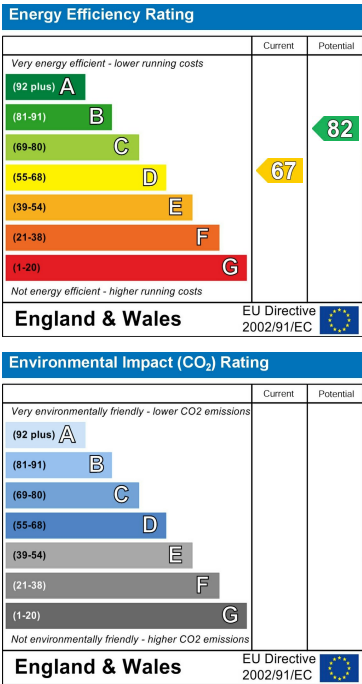 Energy Efficiency Rating
Current Potential
Very energy efficient - lower running costs
(92 plus) A
(81-91) B
(69-80) C
(55-68) D
(39-54) E
(21-38) F
(1-20) G
67
82
Not energy efficient - higher running costs
England & Wales
EU Directive
2002/91/EC
Environmental Impact (CO₂) Rating
Current Potential
Very environmentally friendly - lower CO2 emissions
(92 plus) A
(81-91) B
(69-80) C
(55-68) D
(39-54) E
(21-38) F
(1-20) G
Not environmentally friendly - higher CO2 emissions
England & Wales
EU Directive
2002/91/EC